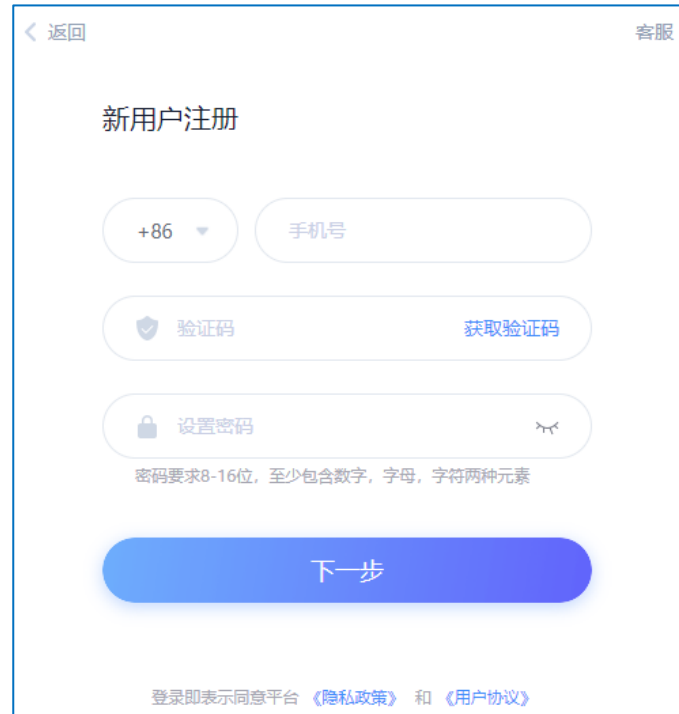 返回 客服
新用户注册
+86 手机号
验证码 获取验证码
设置密码
密码要求8-16位，至少包含数字，字母，字符两种元素
下一步
登录即表示同意平台 《隐私政策》 和 《用户协议》